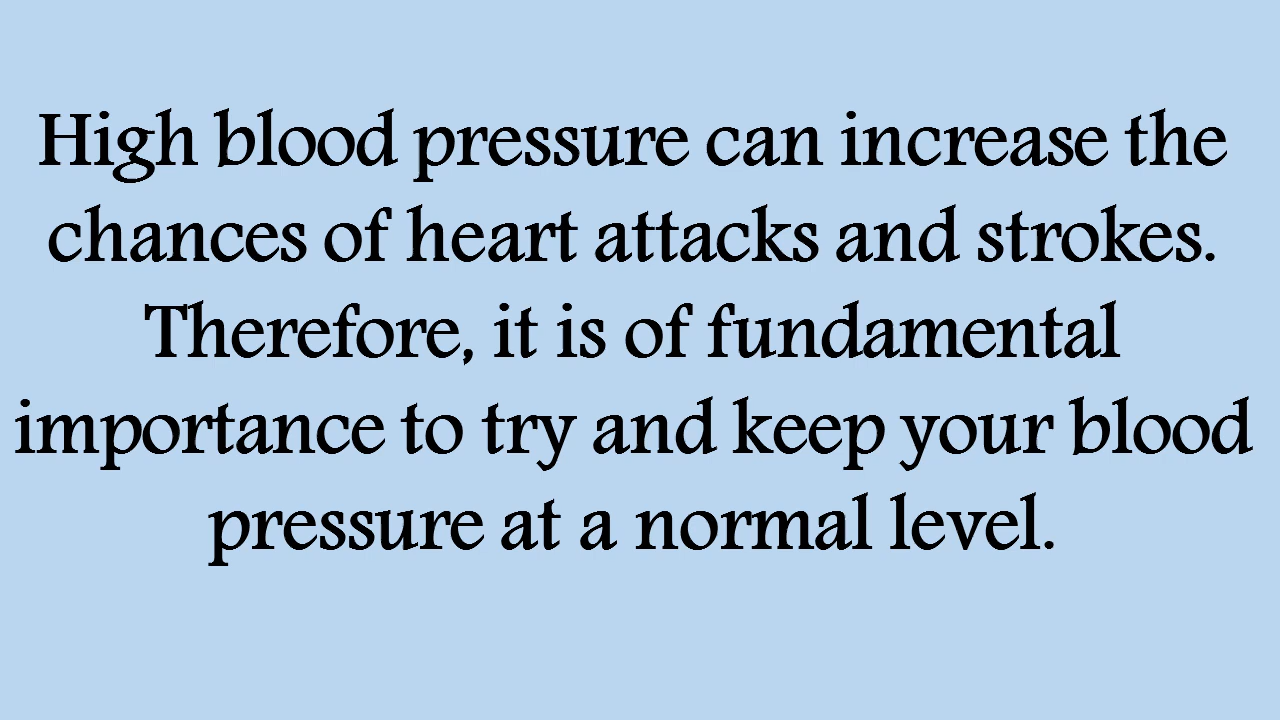 High blood pressure can increase the
chances of heart attacks and strokes.
Therefore, it is of fundamental
importance to try and keep your blood
pressure at a normal level.